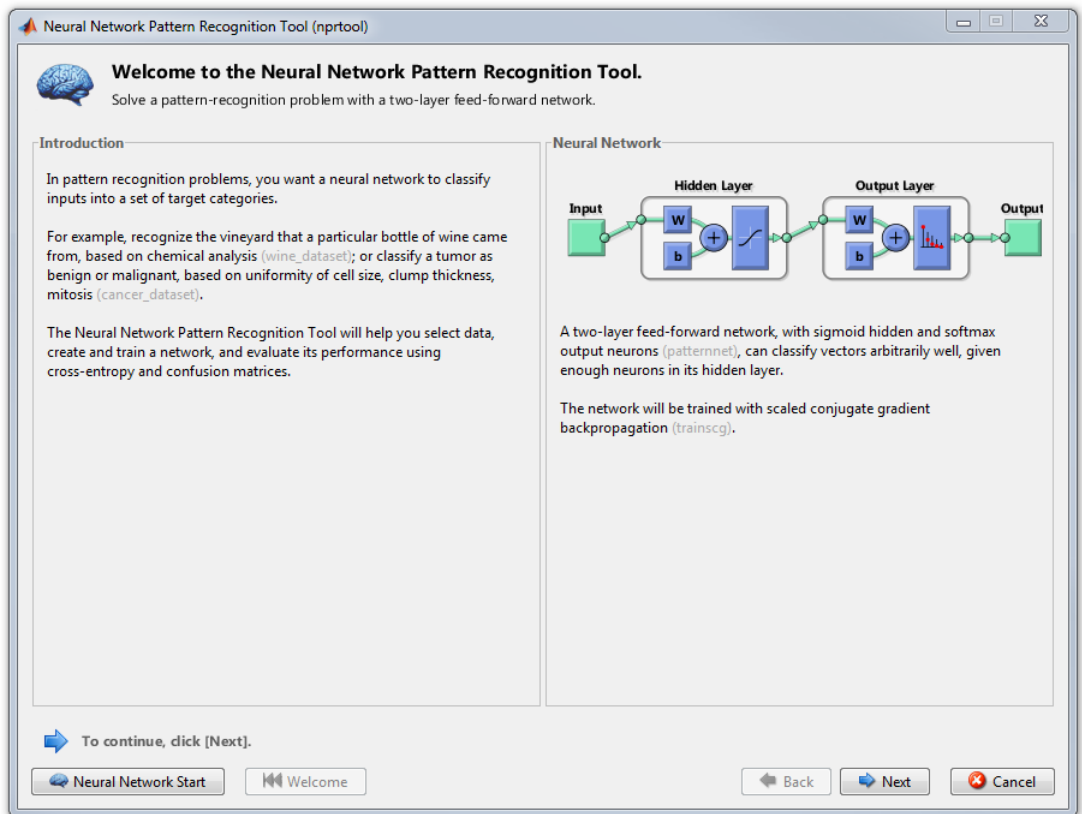 Neural Network Pattern Recognition Tool (nprtool)
Welcome to the Neural Network Pattern Recognition Tool.
Solve a pattern-recognition problem with a two-layer feed-forward network.
Introduction
In pattern recognition problems, you want a neural network to classify
inputs into a set of target categories.
For example, recognize the vineyard that a particular bottle of wine came
from, based on chemical analysis (wine_dataset); or classify a tumor as
benign or malignant, based on uniformity of cell size, clump thickness,
mitosis (cancer_dataset).
The Neural Network Pattern Recognition Tool will help you select data,
create and train a network, and evaluate its performance using
cross-entropy and confusion matrices.
Neural Network
Hidden Layer Output Layer
Input Output
W W
b b
A two-layer feed-forward network, with sigmoid hidden and softmax
output neurons (patternnet), can classify vectors arbitrarily well, given
enough neurons in its hidden layer.
The network will be trained with scaled conjugate gradient
backpropagation (trainscg).
To continue, click [Next].
Neural Network Start Welcome Back Next Cancel